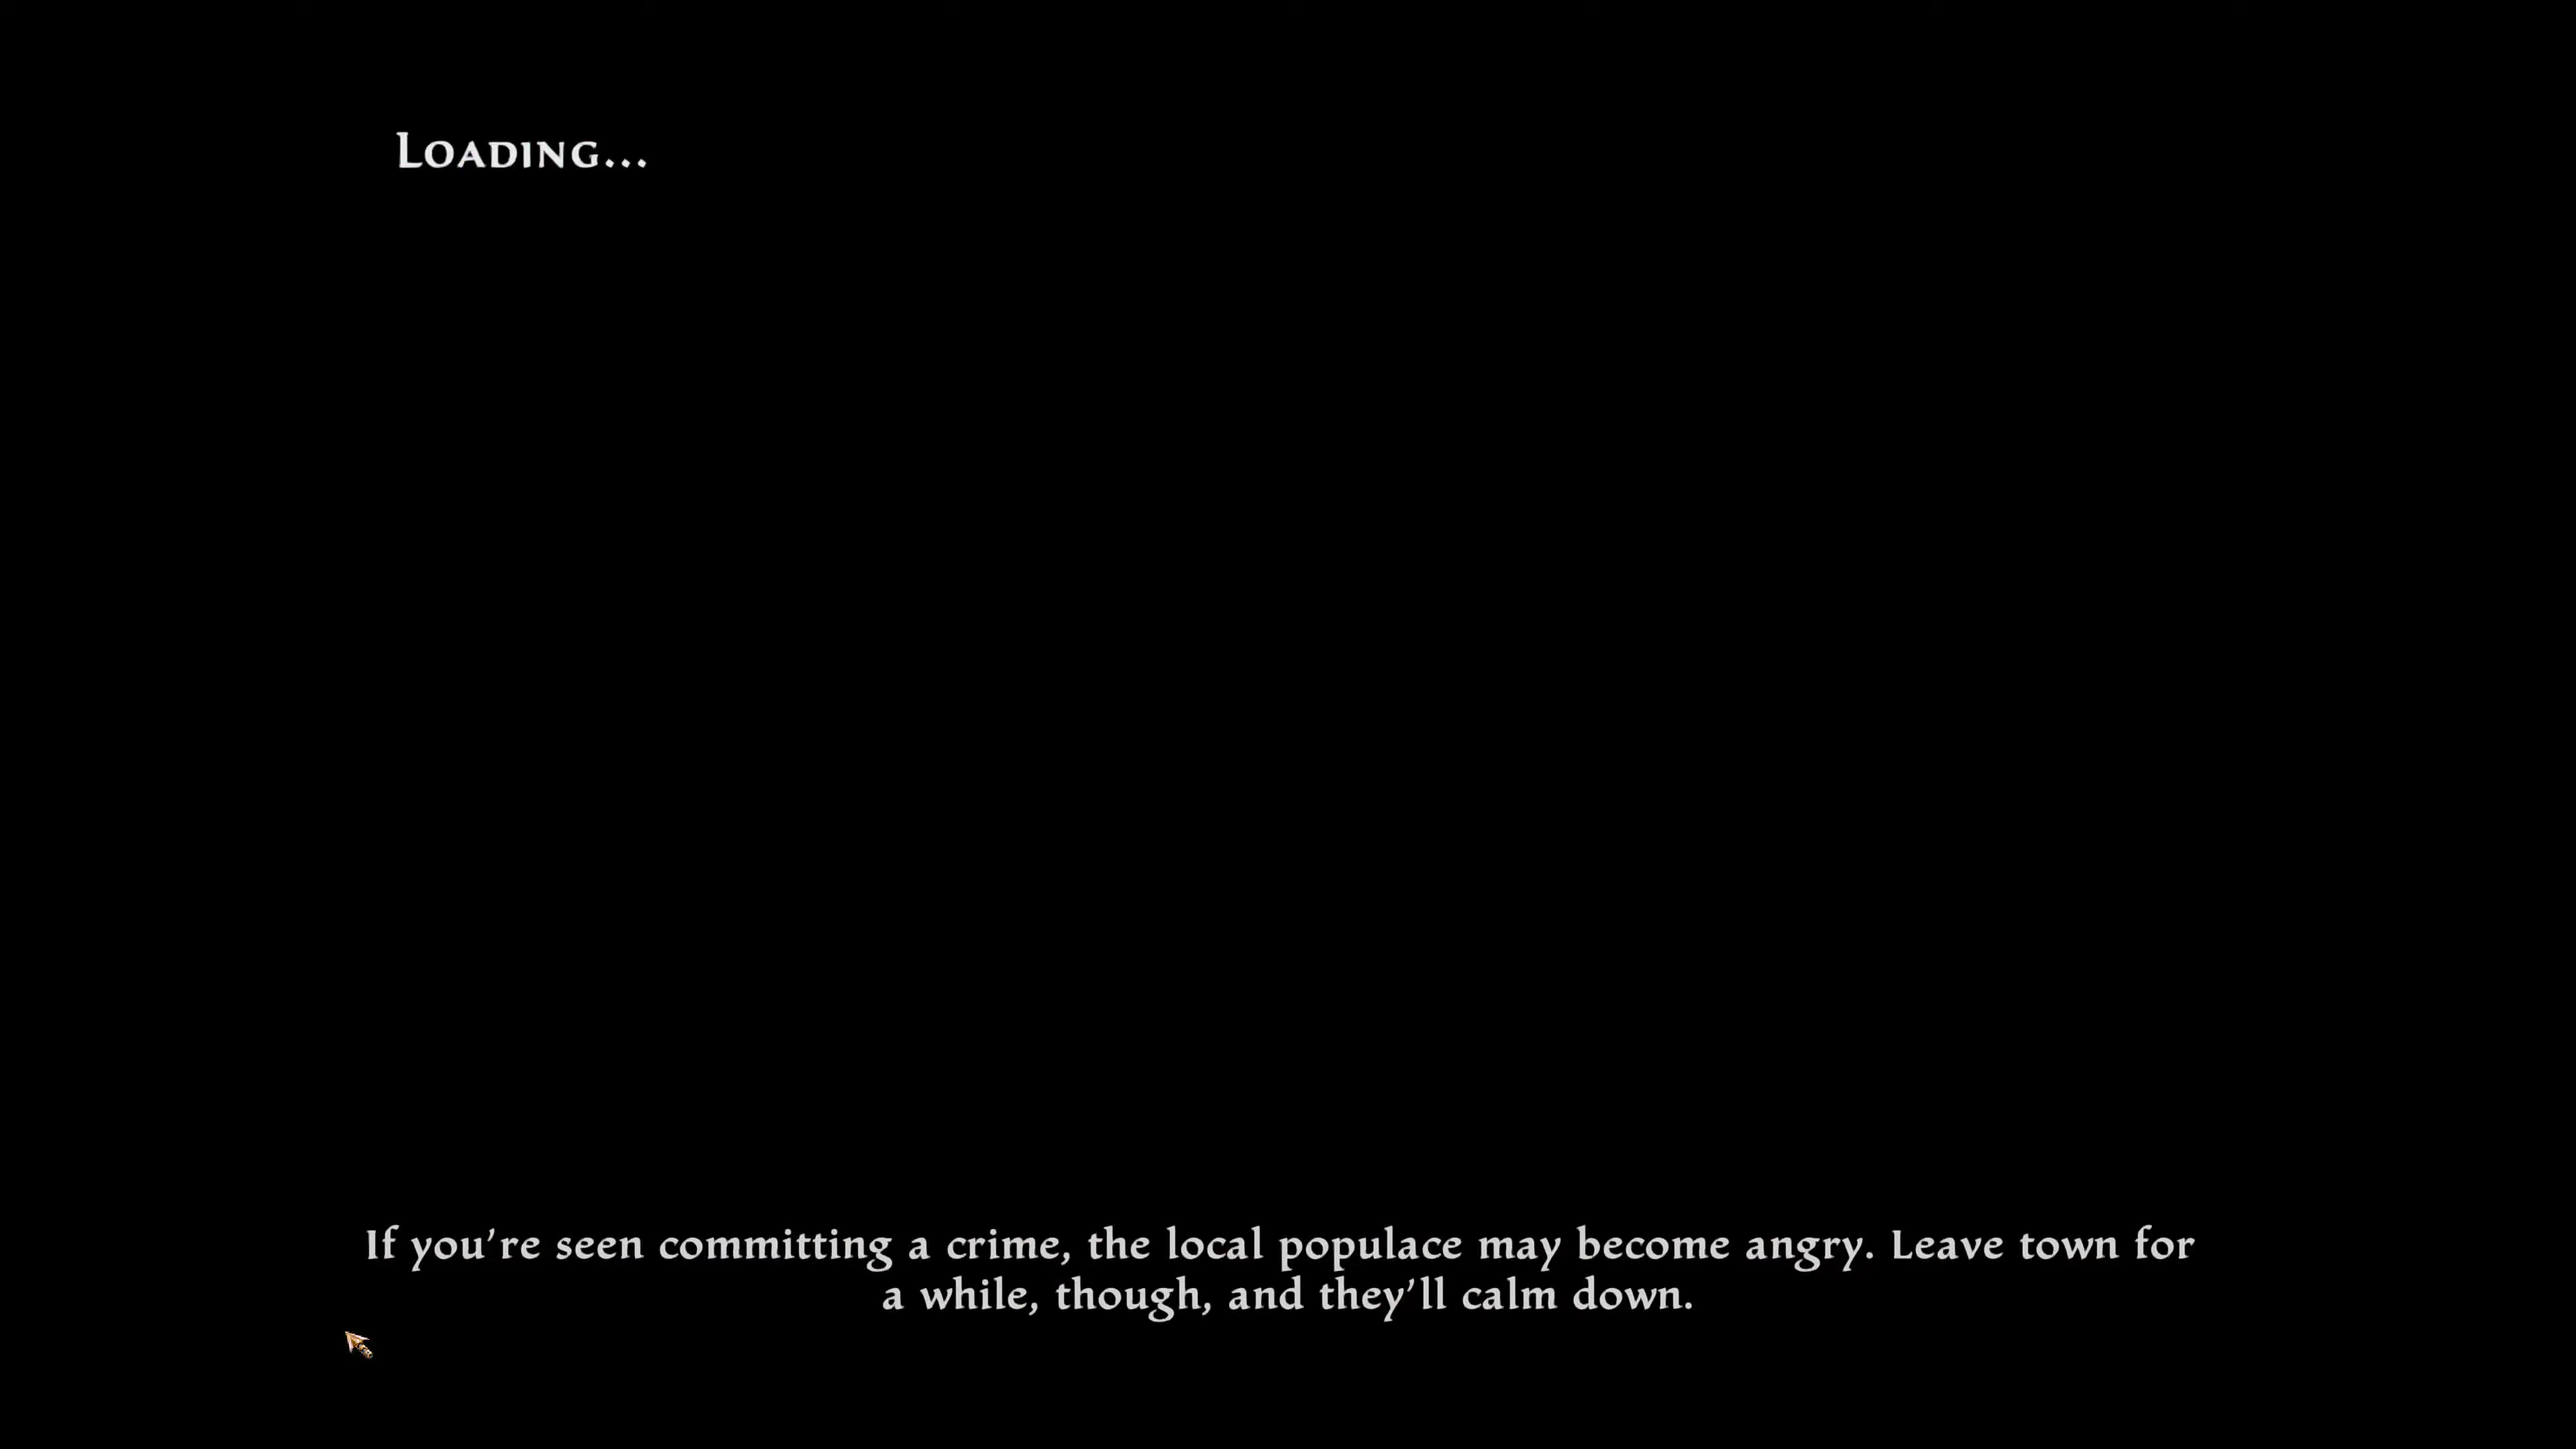 Loading...
If you're seen committing a crime, the local populace may become angry. Leave town for
a while, though, and they'll calm down.